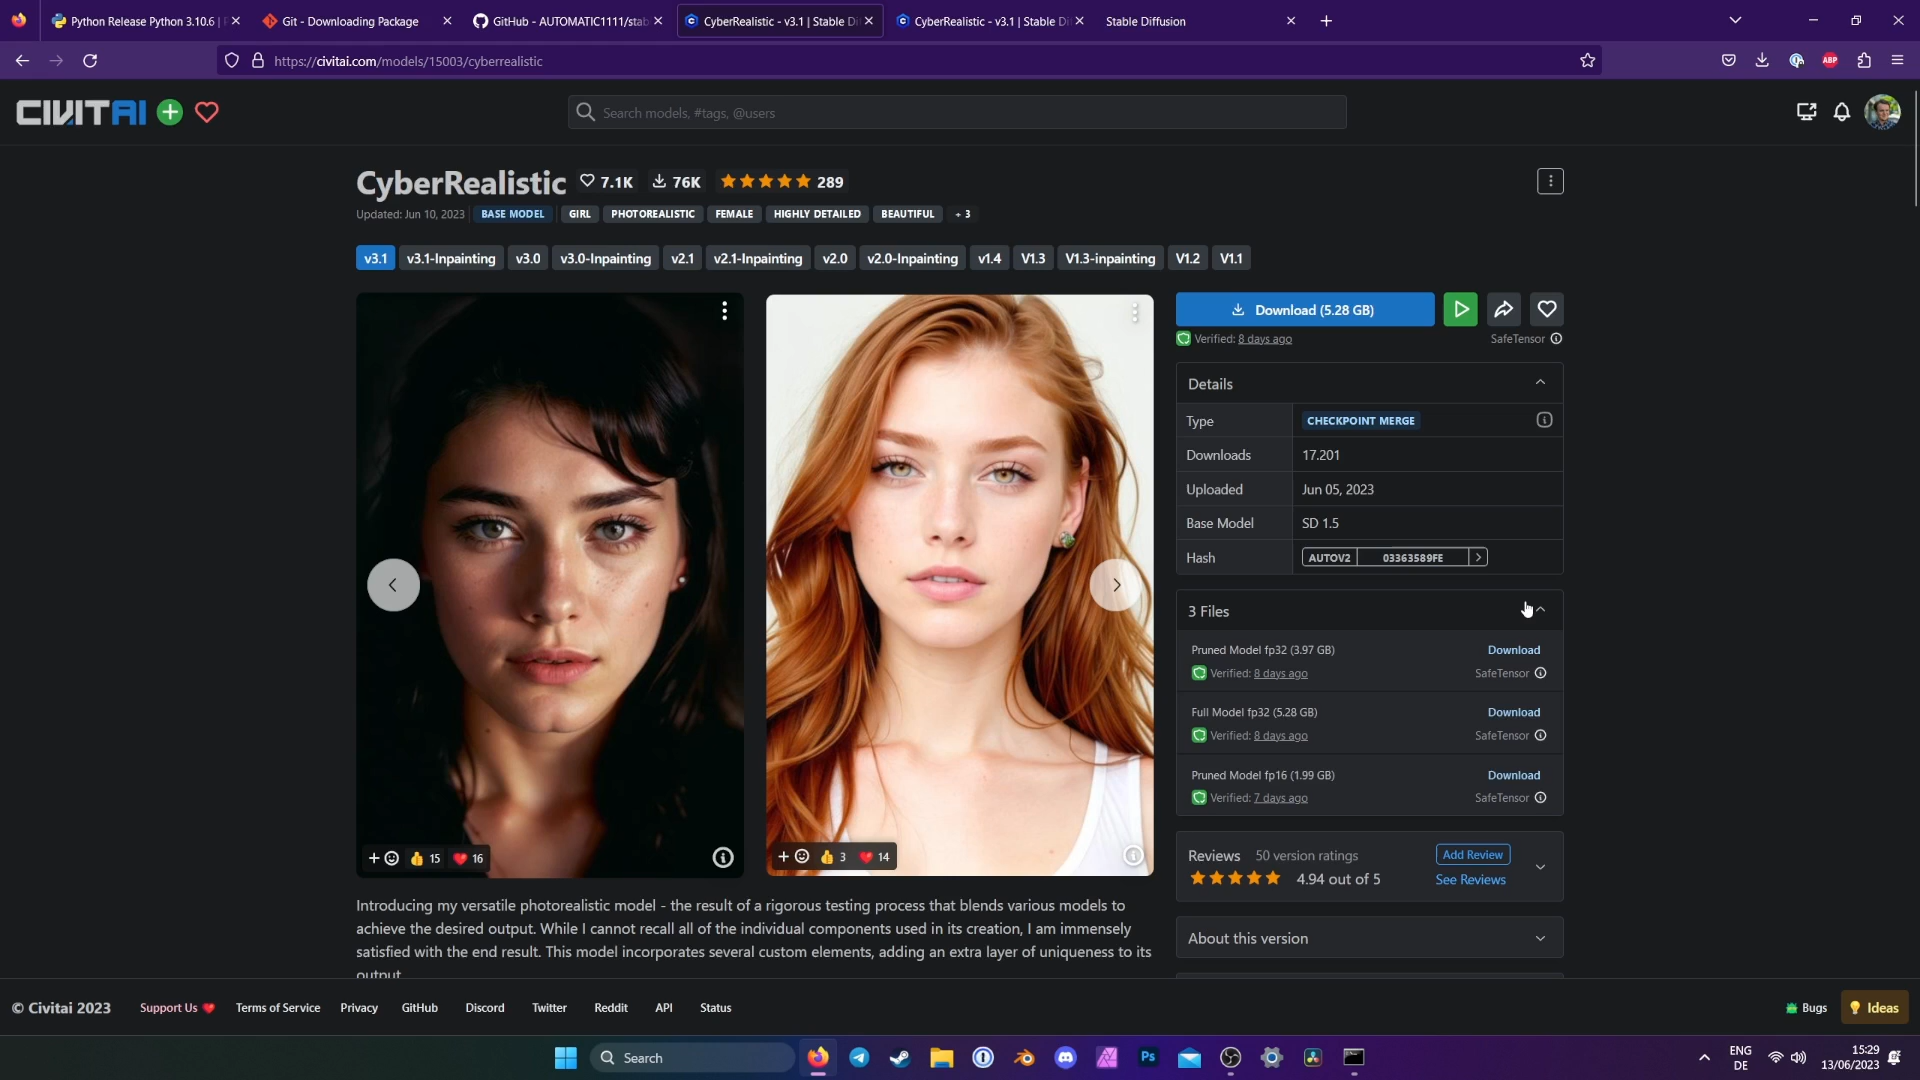 Python Release Python 3.10.6 |
Git - Downloading Package
GitHub - AUTOMATIC1111/stab
CyberRealistic - v3.1 | Stable Di
CyberRealistic - v3.1 | Stable Di
Stable Diffusion
https://civitai.com/models/15003/cyberrealistic
ABP
CIVITAI
Search models, #tags, @users
CyberRealistic 7.1K 76K 289
Updated: Jun 10, 2023 BASE MODEL GIRL PHOTOREALISTIC FEMALE HIGHLY DETAILED BEAUTIFUL + 3
v3.1 v3.1-Inpainting v3.0 v3.0-Inpainting v2.1 v2.1-Inpainting v2.0 v2.0-Inpainting v1.4 V1.3 V1.3-inpainting V1.2 V1.1
Download (5.28 GB)
Verified: 8 days ago SafeTensor
Details
Type CHECKPOINT MERGE
Downloads 17.201
Uploaded Jun 05, 2023
Base Model SD 1.5
Hash AUTOV2 03363589FE
3 Files
Pruned Model fp32 (3.97 GB) Download
Verified: 8 days ago SafeTensor
Full Model fp32 (5.28 GB) Download
Verified: 8 days ago SafeTensor
Pruned Model fp16 (1.99 GB) Download
Verified: 7 days ago SafeTensor
+ 15 16
+ 3 14
Reviews 50 version ratings Add Review
4.94 out of 5 See Reviews
About this version
Introducing my versatile photorealistic model - the result of a rigorous testing process that blends various models to
achieve the desired output. While I cannot recall all of the individual components used in its creation, I am immensely
satisfied with the end result. This model incorporates several custom elements, adding an extra layer of uniqueness to its
output
© Civitai 2023 Support Us Terms of Service Privacy GitHub Discord Twitter Reddit API Status Bugs Ideas
Search
Ps
ENG
DE
15:29
13/06/2023